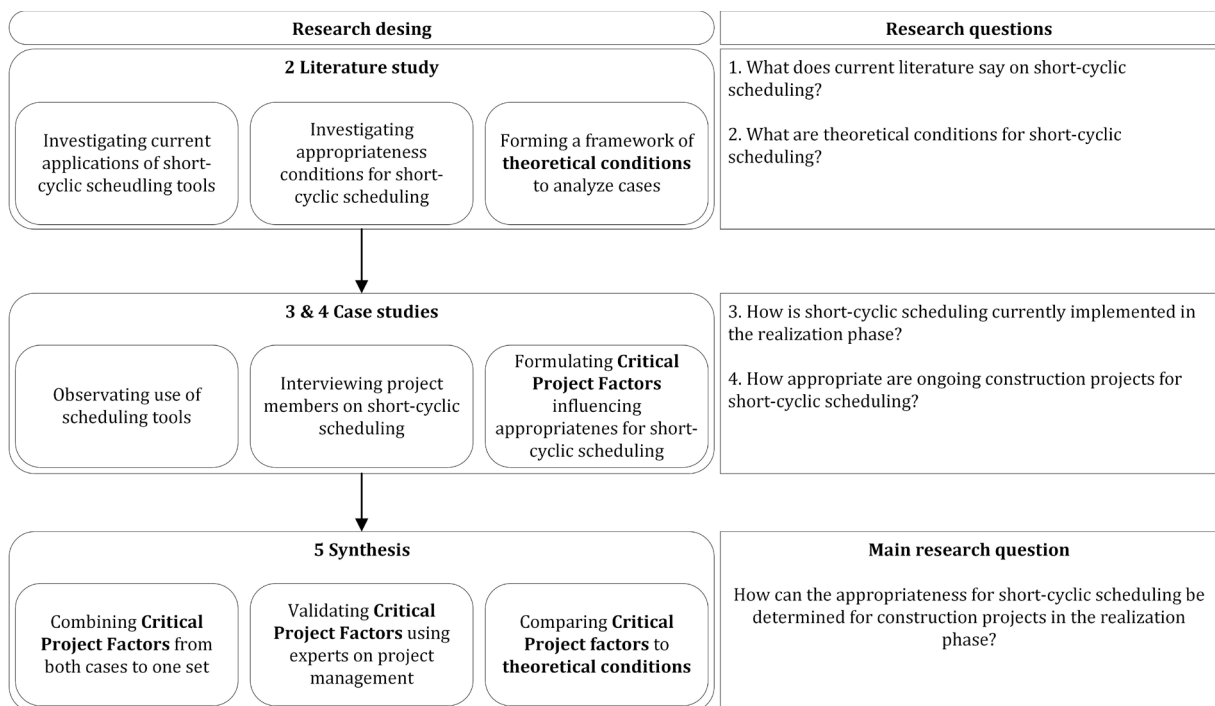 Research desing
Research questions
2 Literature study
Investigating current
applications of short-
cyclic scheudling tools
Investigating
appropriateness
conditions for short-
cyclic scheduling
Forming a framework of
theoretical conditions
to analyze cases
1. What does current literature say on short-cyclic
scheduling?
2. What are theoretical conditions for short-cyclic
scheduling?
3 & 4 Case studies
Observating use of
scheduling tools
Interviewing project
members on short-cyclic
scheduling
Formulating Critical
Project Factors
influencing
appropriatenes for short-
cyclic scheduling
3. How is short-cyclic scheduling currently implemented in
the realization phase?
4. How appropriate are ongoing construction projects for
short-cyclic scheduling?
5 Synthesis
Combining Critical
Project Factors from
both cases to one set
Validating Critical
Project Factors using
experts on project
management
Comparing Critical
Project factors to
theoretical conditions
Main research question
How can the appropriateness for short-cyclic scheduling be
determined for construction projects in the realization
phase?